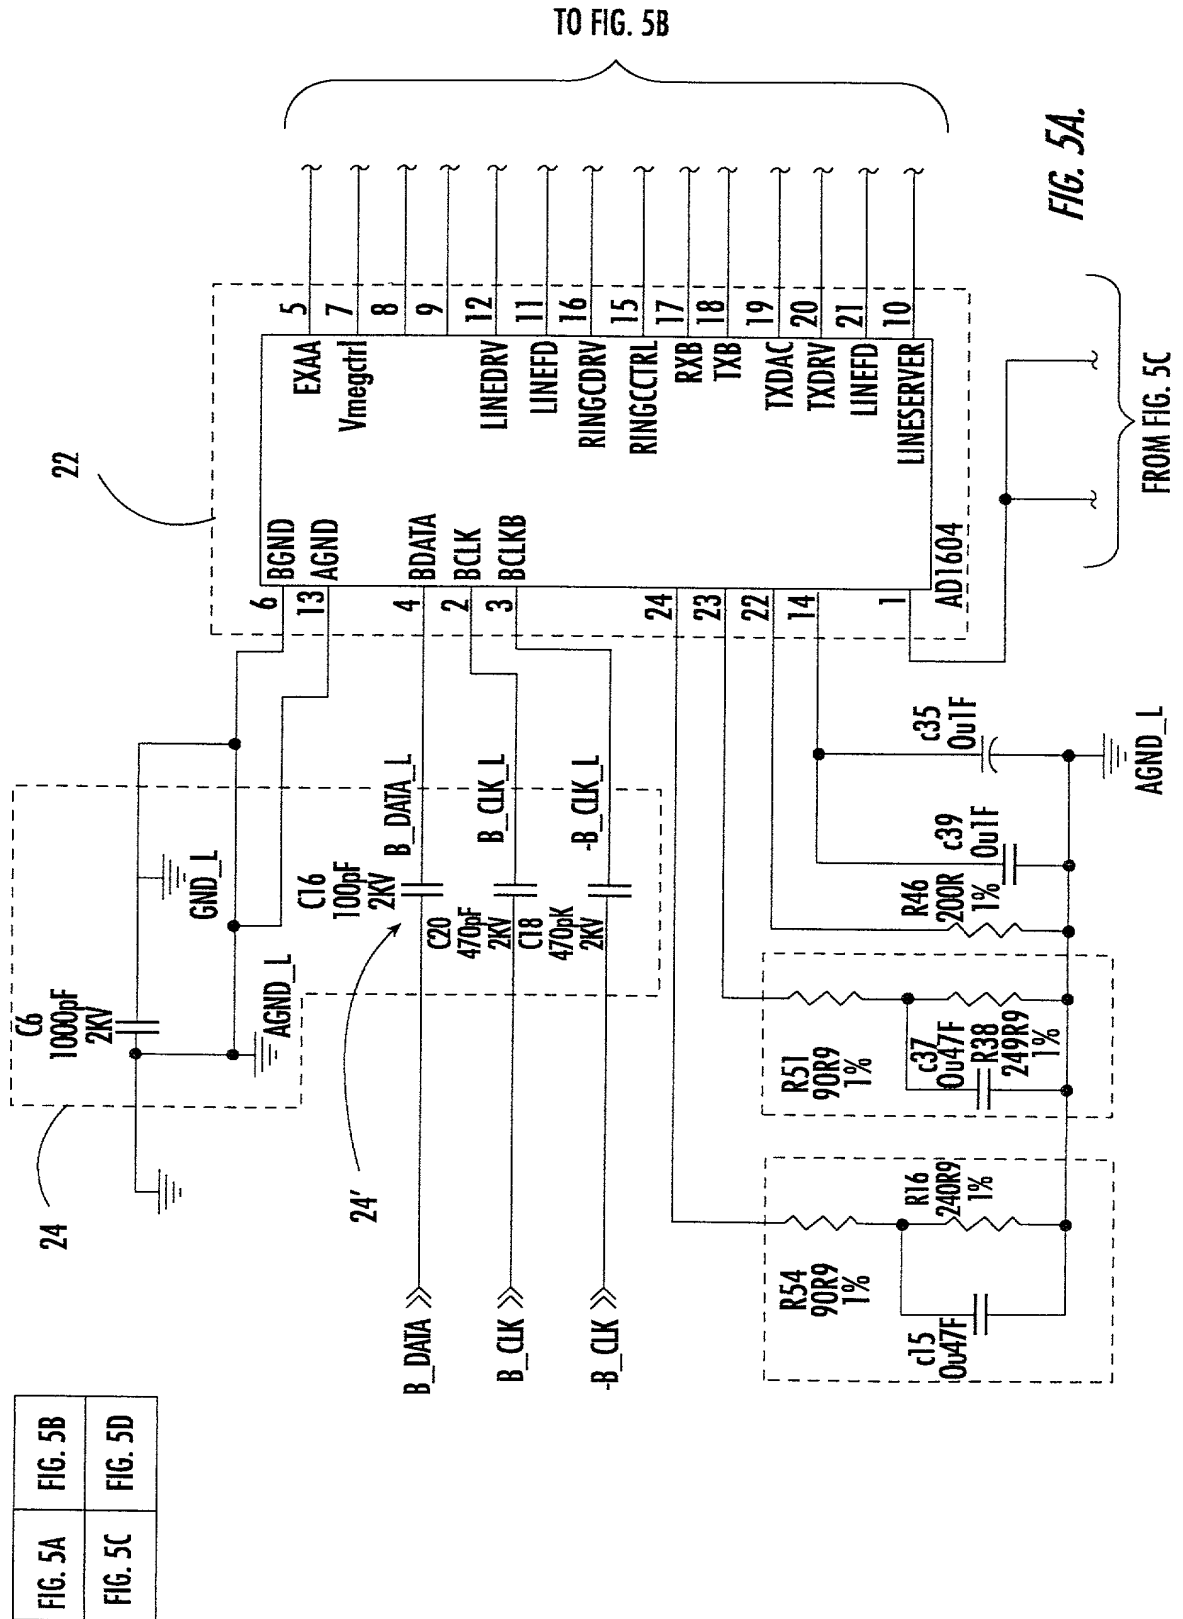 TO FIG. 5B
5
7
8
9
12
11
16
15
17
18
19
20
21
10
EXAA
Vmegctrl
LINEDRV
LINEFD
RINGCDRV
RINGCCTRL
RXB
TXB
TXDAC
TXDRV
LINEFD
LINESERVER
FIG. 5A.
FROM FIG. 5C
22
BGND
AGND
BDATA
BCLK
BCLKB
AD1604
6
13
4
2
3
24
23
22
14
1
B_DATA_L
B_CLK_L
-B_CLK_L
GND_L
C16
100pF
2KV
C20
470pF
2KV
C18
470pK
2KV
c35
0u1F
AGND_L
c39
0u1F
R46
200R
1%
C6
1000pF
2KV
AGND_L
24
24'
R51
90R9
1%
c37
0u47F
R38
249R9
1%
R54
90R9
1%
R16
240R9
1%
c15
0u47F
B_DATA
B_CLK
-B_CLK
FIG. 5A
FIG. 5B
FIG. 5C
FIG. 5D